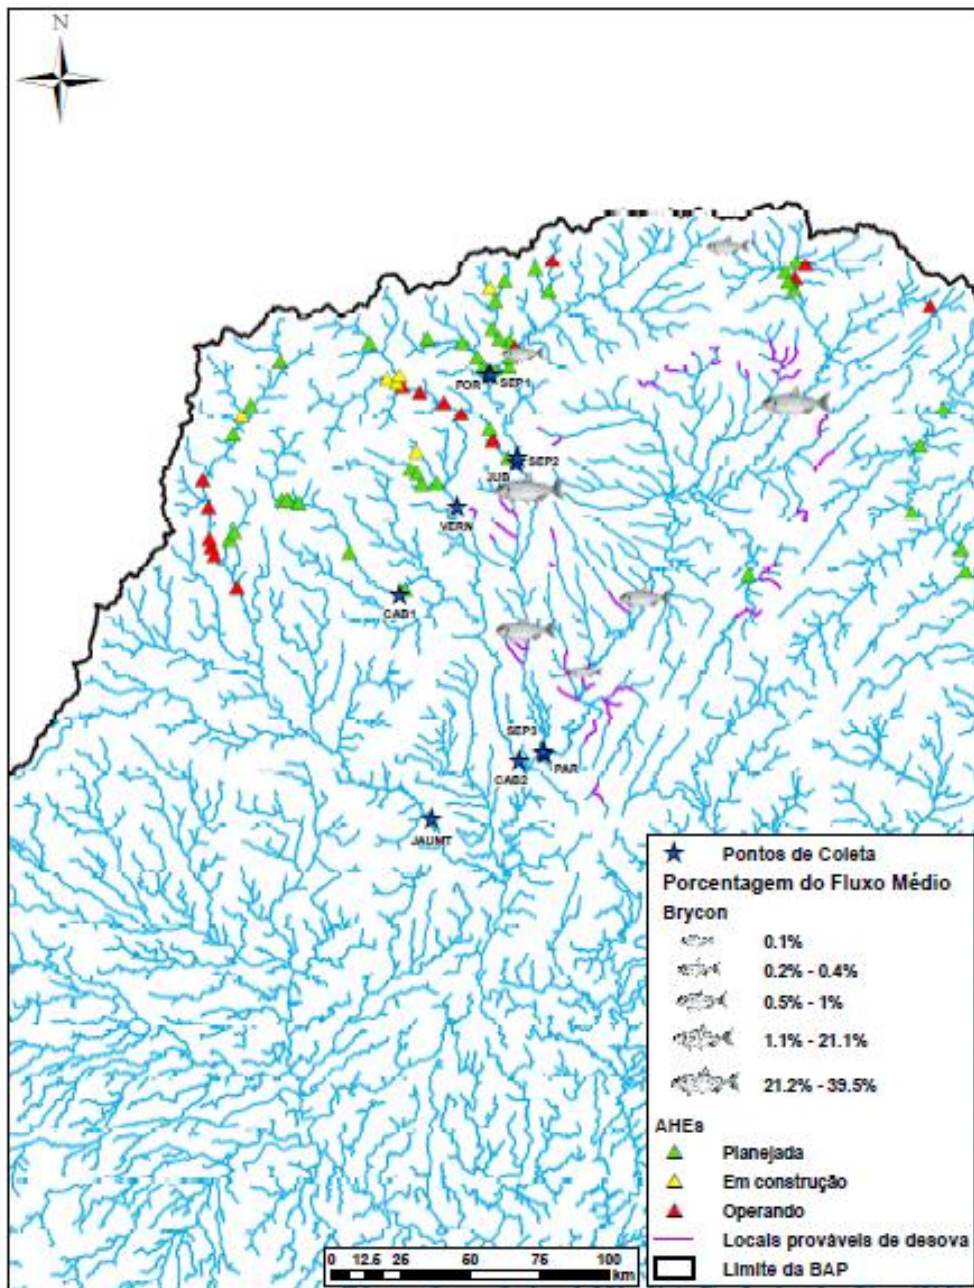 N
FOR
SEP1
SEP2
JUB
VERN
CAB1
SEP3
PAR
CAB2
JAUMT
Pontos de Coleta
Porcentagem do Fluxo Médio
Brycon
0.1%
0.2% - 0.4%
0.5% - 1%
1.1% - 21.1%
21.2% - 39.5%
AHEs
Planejada
Em construção
Operando
Locais prováveis de desova
Limite da BAP
0 12.5 25 50 75 100
km